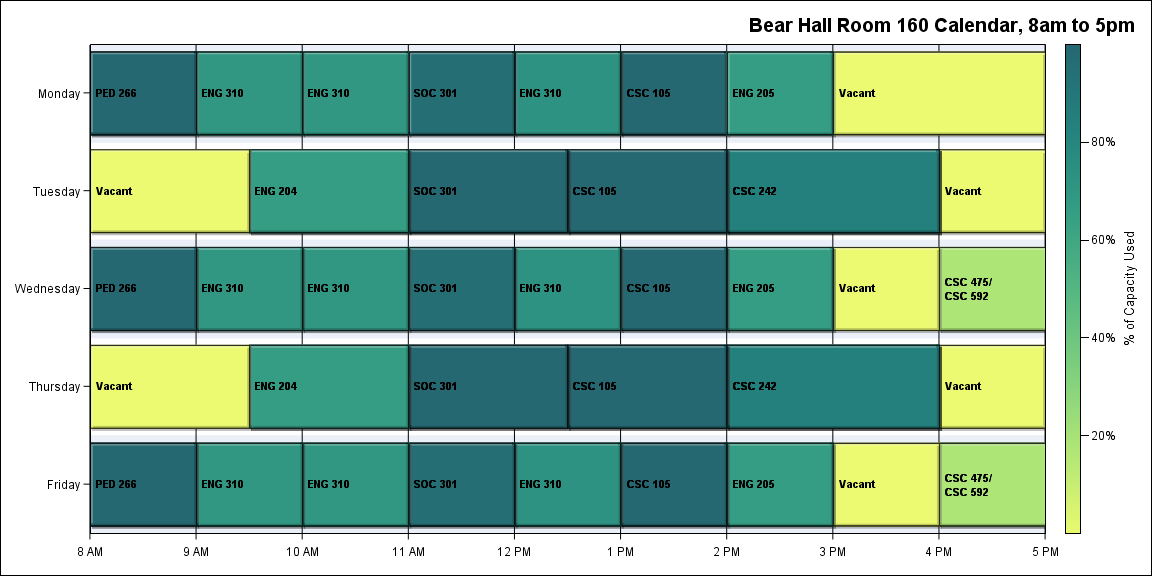 Bear Hall Room 160 Calendar, 8am to 5pm
Monday
PED 266
ENG 310
ENG 310
SOC 301
ENG 310
CSC 105
ENG 205
Vacant
Tuesday
Vacant
ENG 204
SOC 301
CSC 105
CSC 242
Vacant
Wednesday
PED 266
ENG 310
ENG 310
SOC 301
ENG 310
CSC 105
ENG 205
Vacant
CSC 475/
CSC 592
Thursday
Vacant
ENG 204
SOC 301
CSC 105
CSC 242
Vacant
Friday
PED 266
ENG 310
ENG 310
SOC 301
ENG 310
CSC 105
ENG 205
Vacant
CSC 475/
CSC 592
8 AM
9 AM
10 AM
11 AM
12 PM
1 PM
2 PM
3 PM
4 PM
5 PM
80%
60%
40%
20%
% of Capacity Used